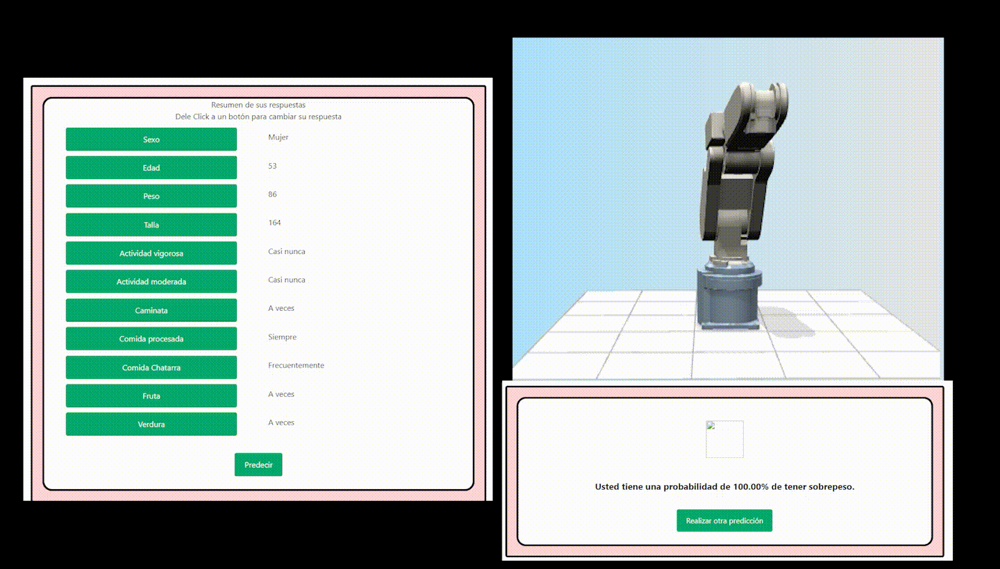 Resumen de sus respuestas
Dele Click a un botón para cambiar su respuesta
Sexo Mujer
Edad 53
Peso 86
Talla 164
Actividad vigorosa Casi nunca
Actividad moderada Casi nunca
Caminata A veces
Comida procesada Siempre
Comida Chatarra Frecuentemente
Fruta A veces
Verdura A veces
Predecir
Usted tiene una probabilidad de 100.00% de tener sobrepeso.
Realizar otra predicción